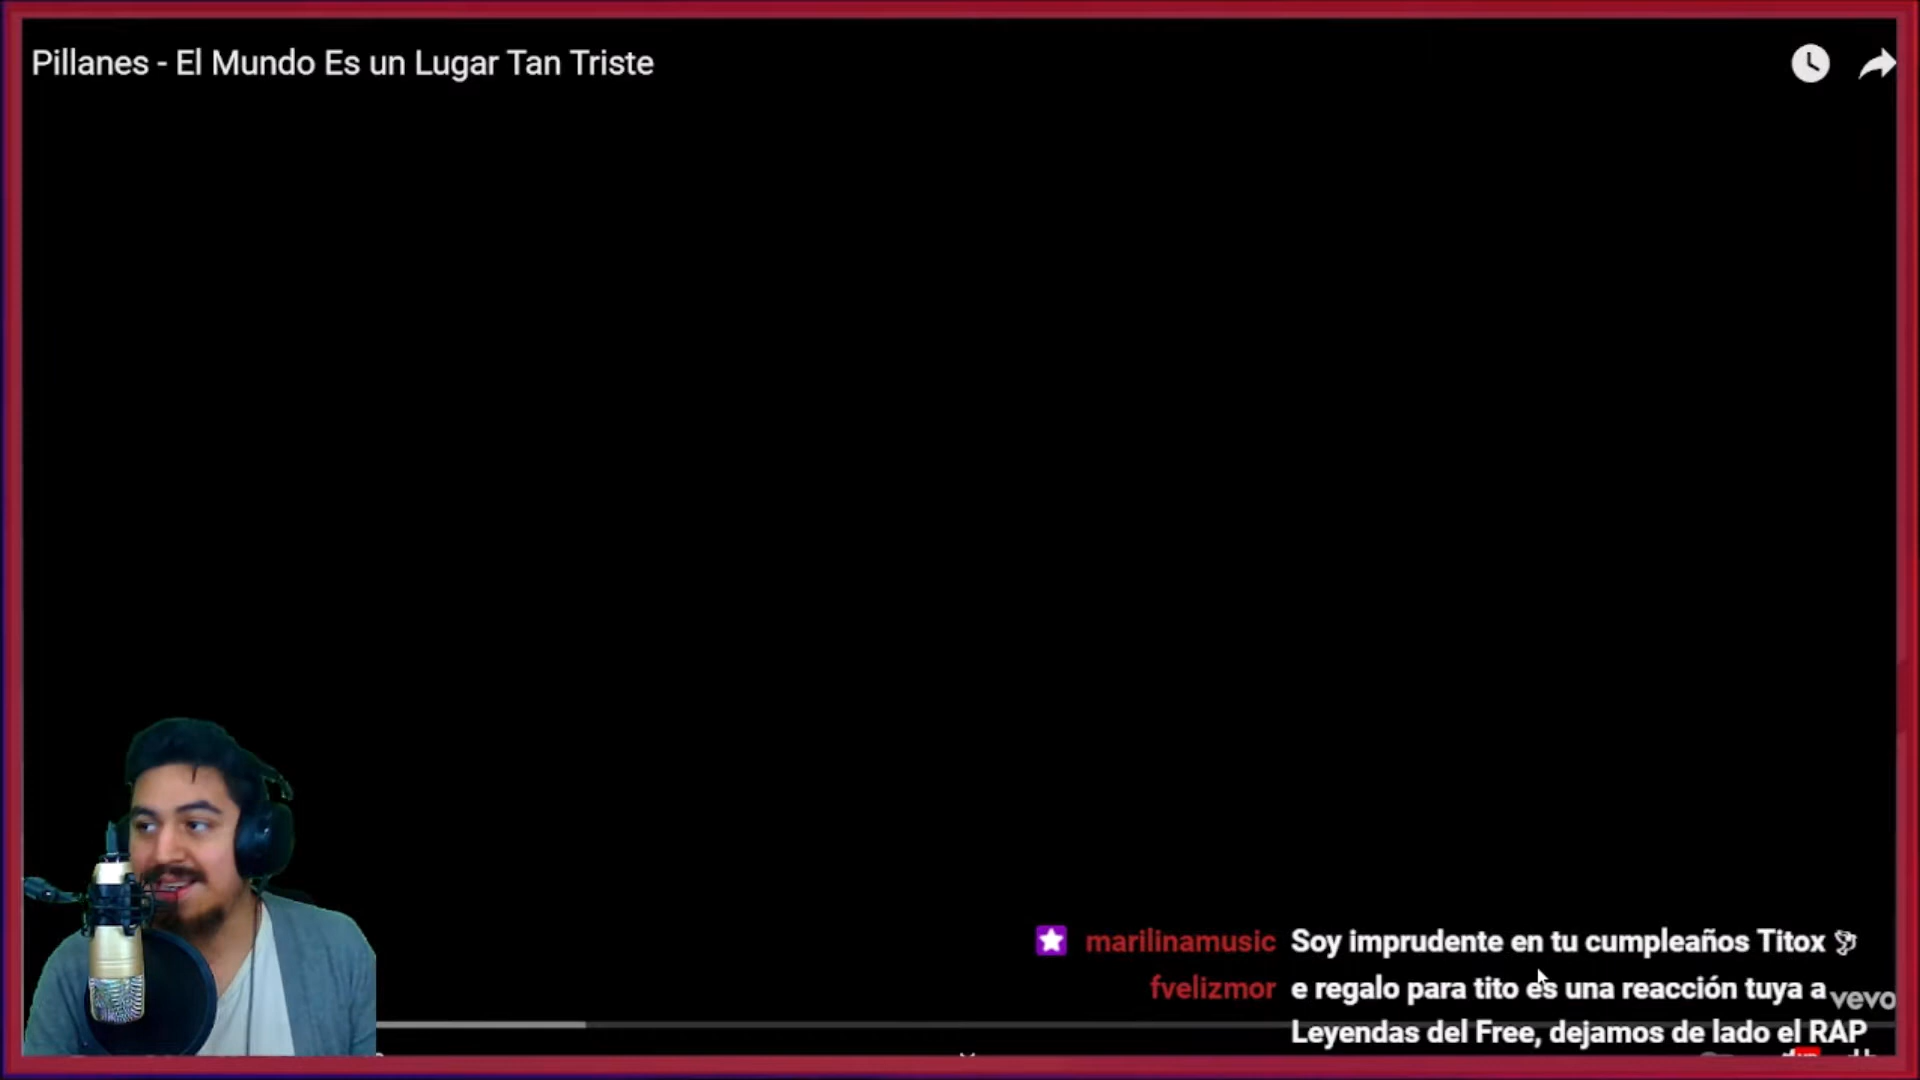 Pillanes - El Mundo Es un Lugar Tan Triste
marilinamusic Soy imprudente en tu cumpleaños Titox
fvelizmor e regalo para tito es una reacción tuya a
vevo
Leyendas del Free, dejamos de lado el RAP